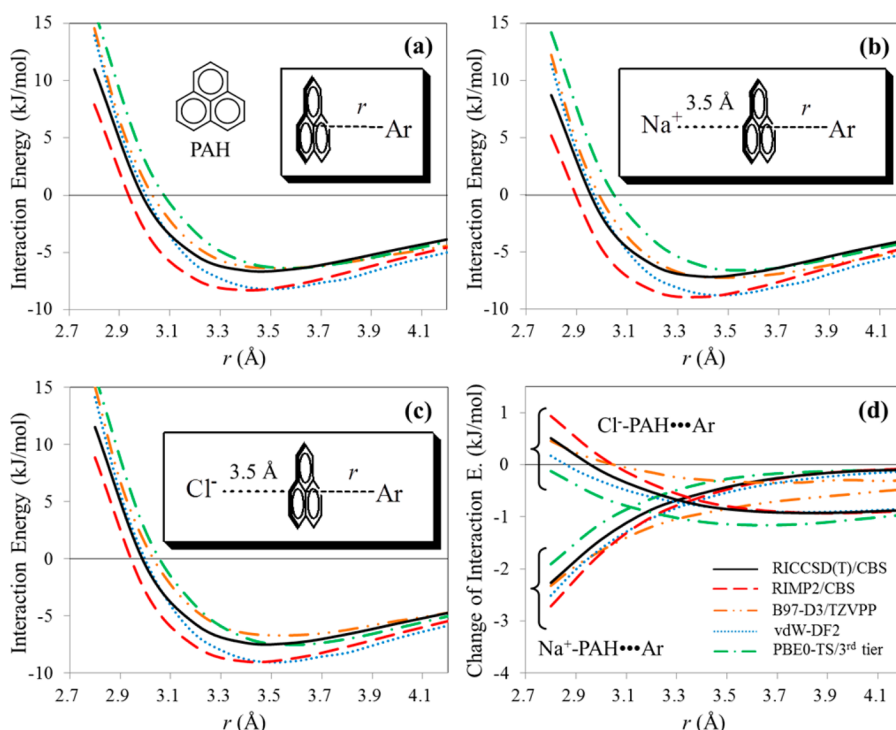 Interaction Energy (kJ/mol)
15
10
5
0
-5
-10
2.7 2.9 3.1 3.3 3.5 3.7 3.9 4.1
r (Å)
(a)
PAH
r
Ar
Interaction Energy (kJ/mol)
15
10
5
0
-5
-10
2.7 2.9 3.1 3.3 3.5 3.7 3.9 4.1
r (Å)
(b)
3.5 Å r
Na⁺ Ar
Interaction Energy (kJ/mol)
15
10
5
0
-5
-10
2.7 2.9 3.1 3.3 3.5 3.7 3.9 4.1
r (Å)
(c)
3.5 Å r
Cl⁻ Ar
Change of Interaction E. (kJ/mol)
1
0
-1
-2
-3
-4
2.7 2.9 3.1 3.3 3.5 3.7 3.9 4.1
r (Å)
(d)
Cl⁻-PAH•••Ar
Na⁺-PAH•••Ar
RICCSD(T)/CBS
RIMP2/CBS
B97-D3/TZVPP
vdW-DF2
PBE0-TS/3ʳᵈ tier